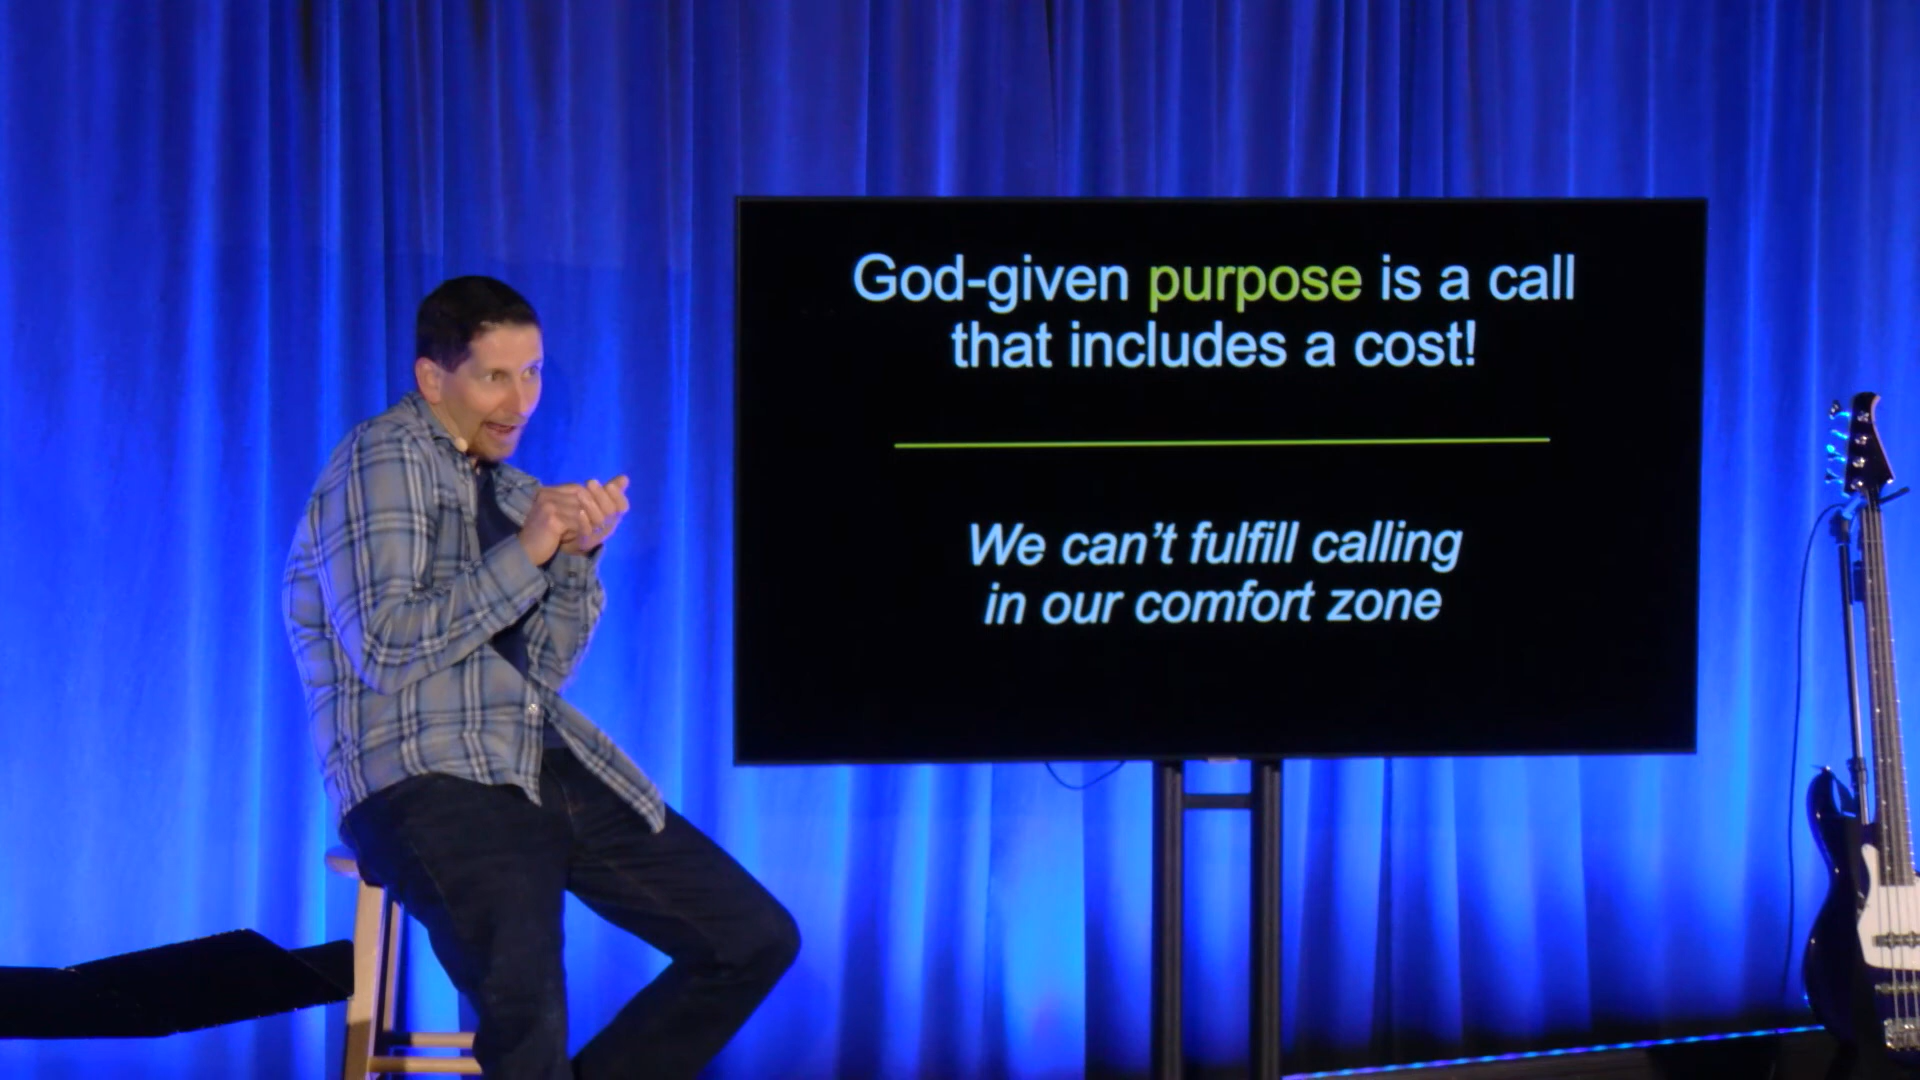 God-given purpose is a call
that includes a cost!
We can’t fulfill calling
in our comfort zone